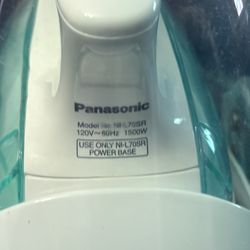 Panasonic
Model No. NI-L70SR
120V~60Hz 1500W
USE ONLY NI-L70SR
POWER BASE